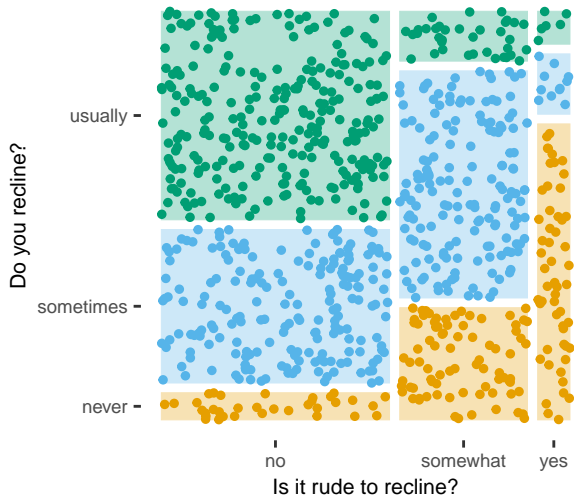 Do you recline?
usually
sometimes
never
no
somewhat
yes
Is it rude to recline?